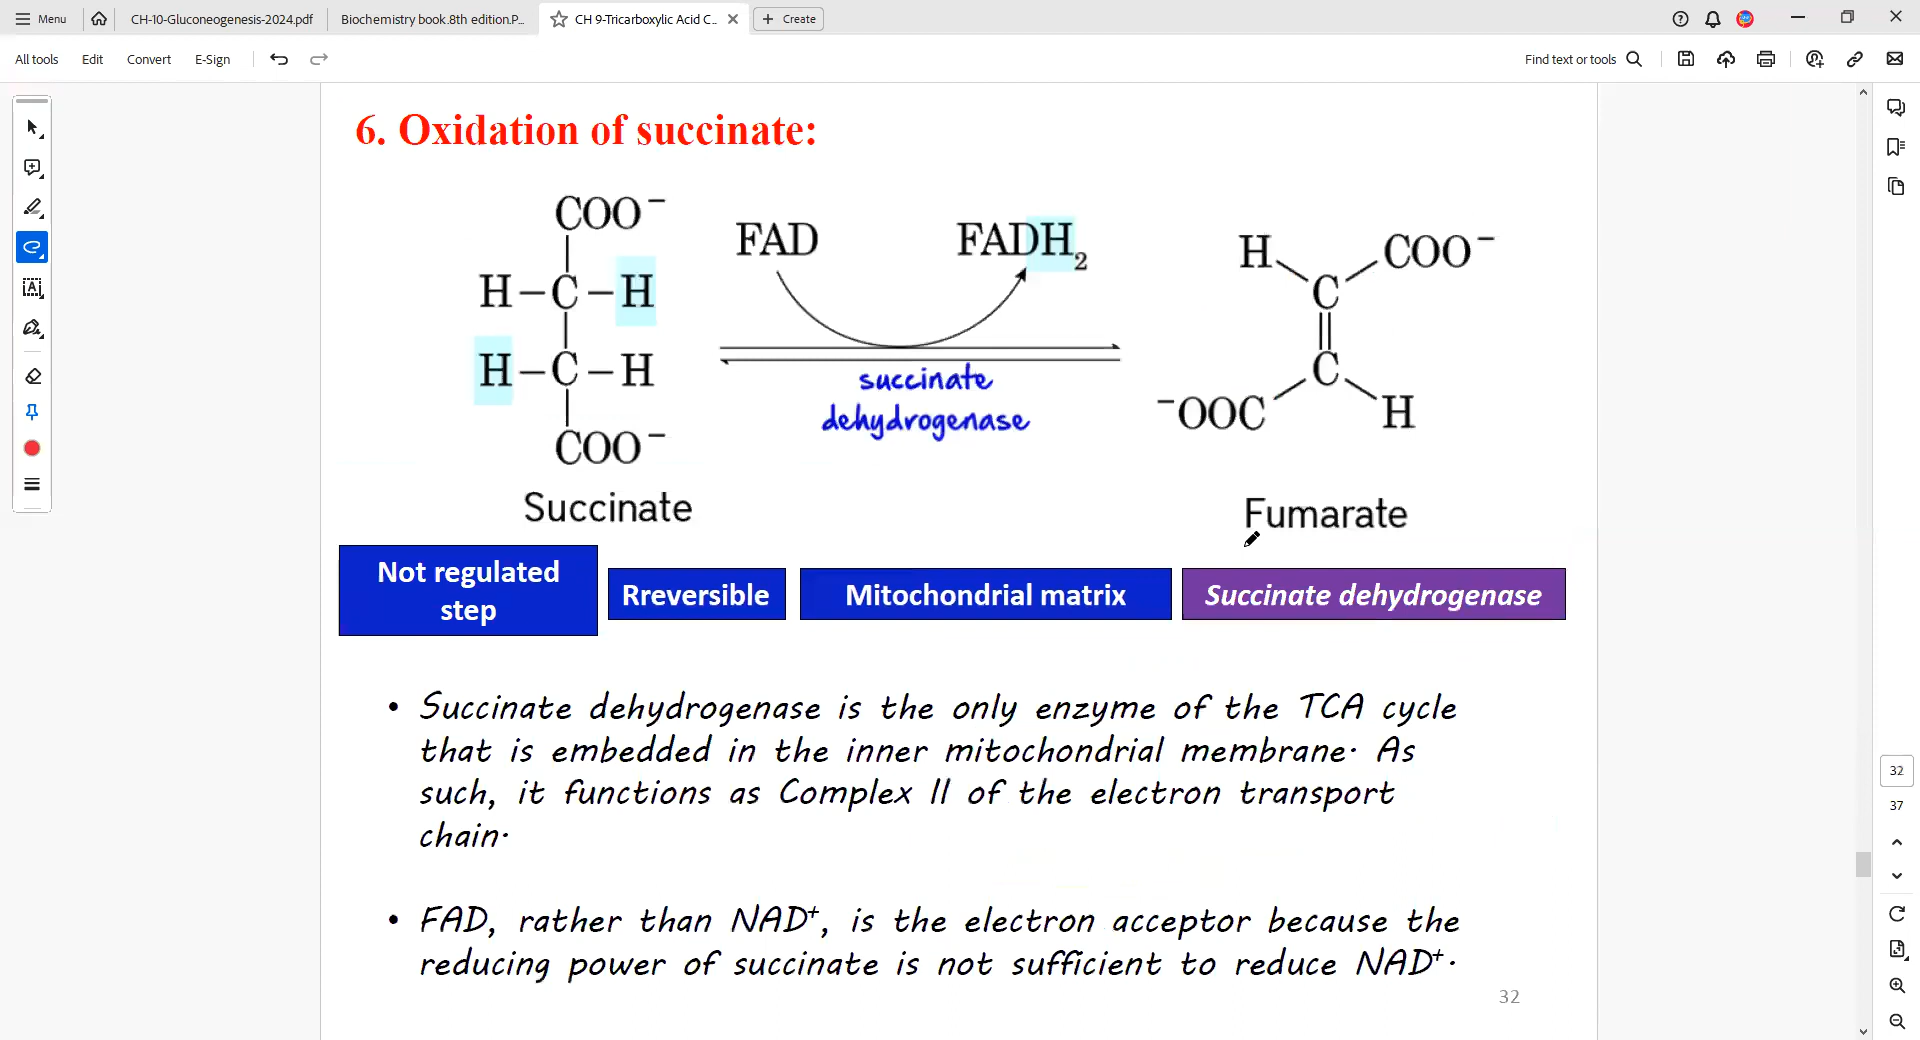 Menu
CH-10-Gluconeogenesis-2024.pdf
Biochemistry book.8th edition.P...
CH 9-Tricarboxylic Acid C...
Create
All tools
Edit
Convert
E-Sign
Find text or tools
6. Oxidation of succinate:
COO⁻
H–C–H
H–C–H
COO⁻
Succinate
FAD
FADH₂
succinate
dehydrogenase
H
COO⁻
C
C
⁻OOC
H
Fumarate
Not regulated
step
Rreversible
Mitochondrial matrix
Succinate dehydrogenase
• Succinate dehydrogenase is the only enzyme of the TCA cycle
that is embedded in the inner mitochondrial membrane. As
such, it functions as Complex II of the electron transport
chain.
• FAD, rather than NAD⁺, is the electron acceptor because the
reducing power of succinate is not sufficient to reduce NAD⁺.
32
32
37